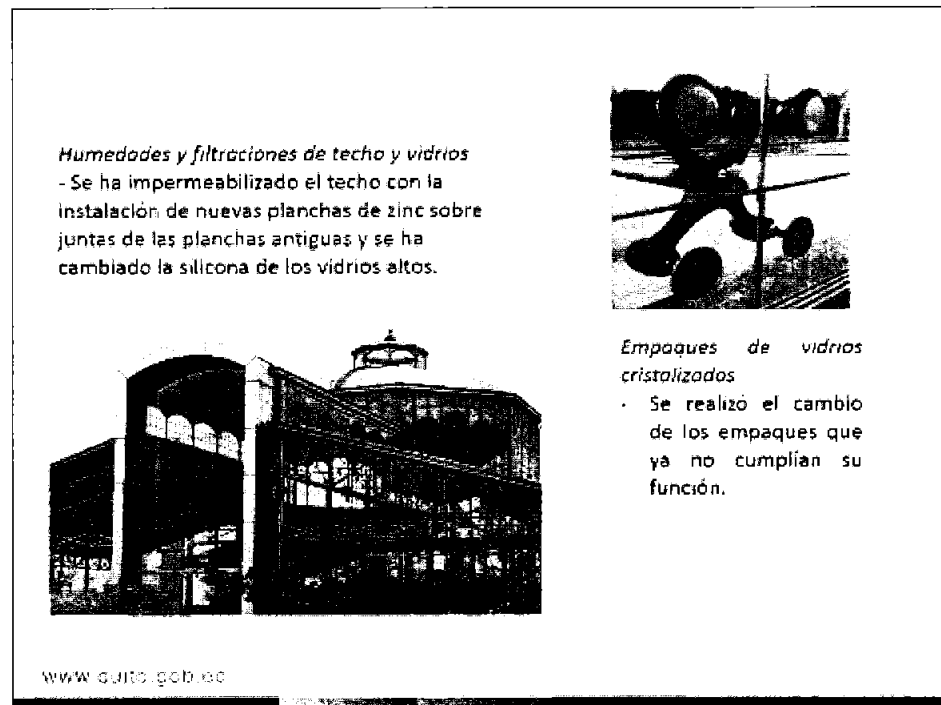 Humedades y filtraciones de techo y vidrios
- Se ha impermeabilizado el techo con la
instalación de nuevas planchas de zinc sobre
juntas de las planchas antiguas y se ha
cambiado la silicona de los vidrios altos.
Empaques de vidrios
cristalizados
- Se realizó el cambio
de los empaques que
ya no cumplían su
función.
www.quito.gob.ec